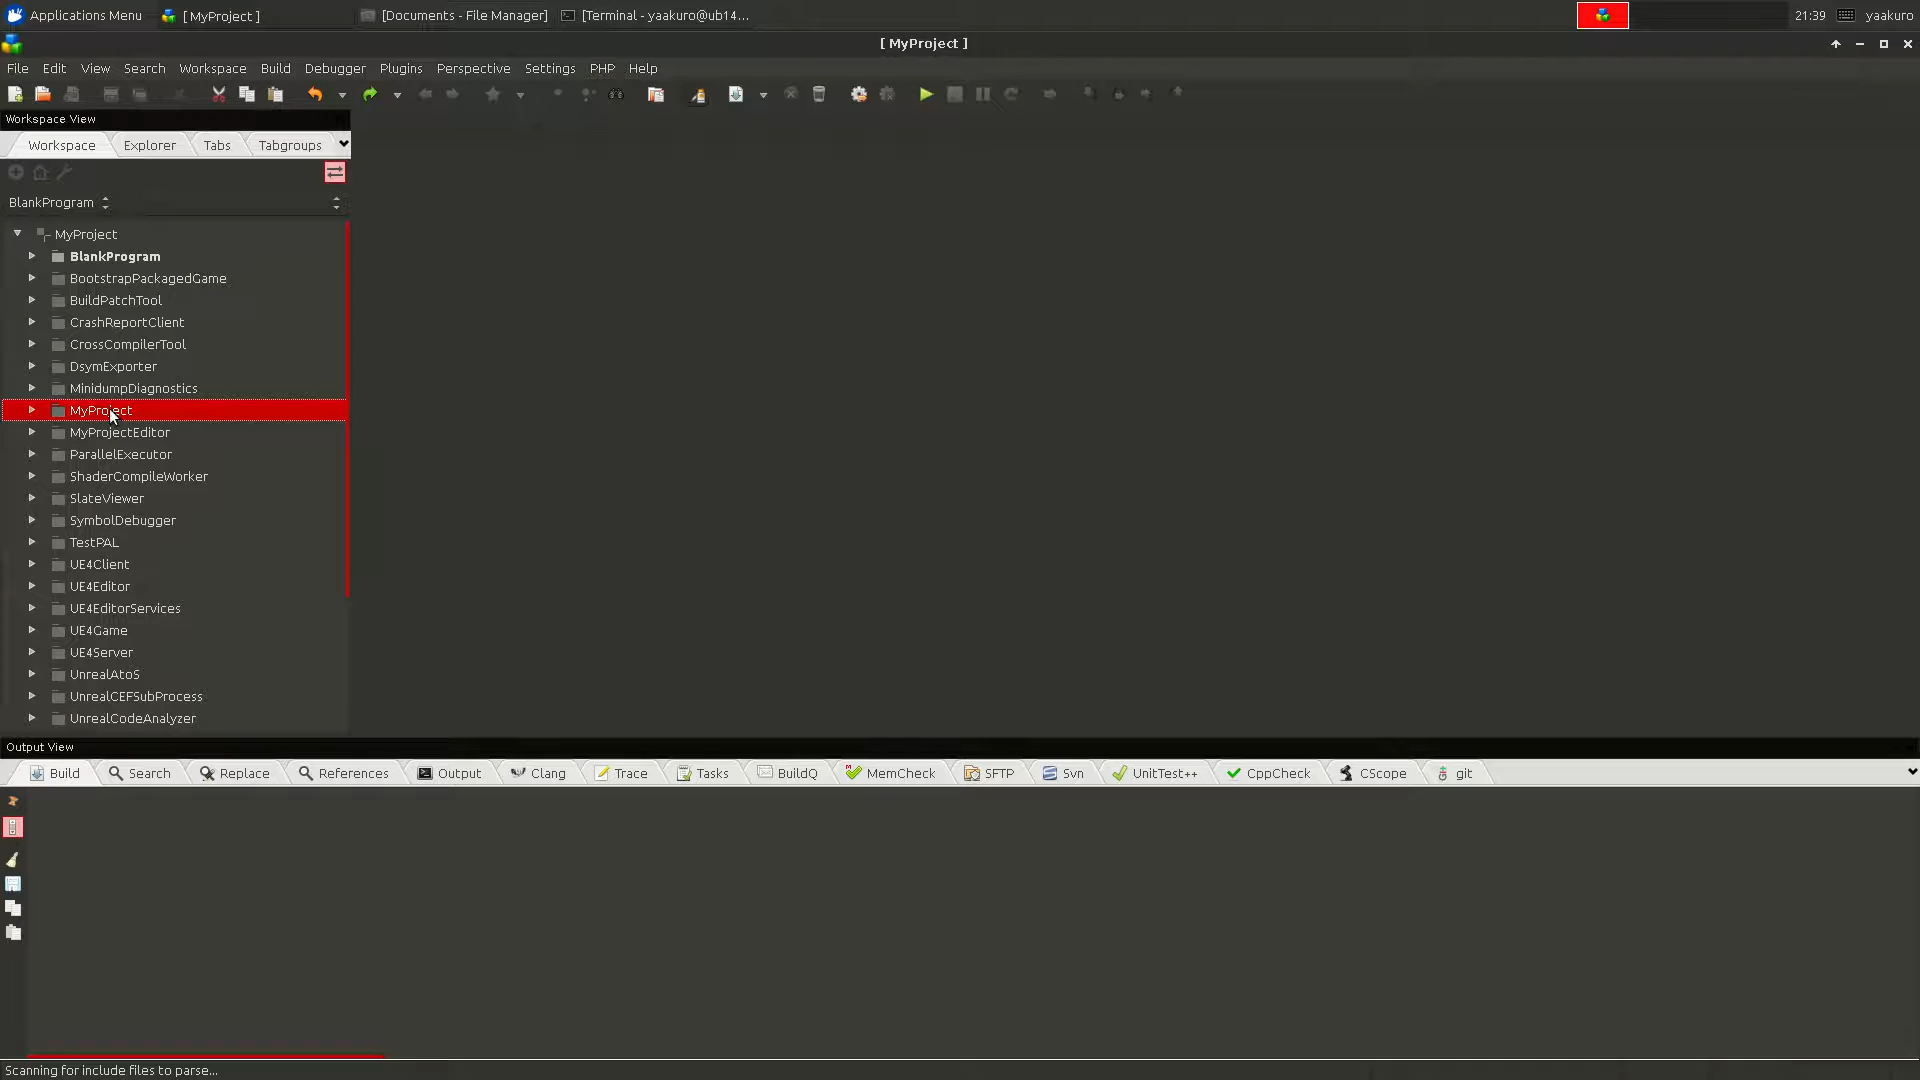 Applications Menu [ MyProject ] [Documents - File Manager] [Terminal - yaakuro@ub14... 21:39 yaakuro
[ MyProject ]
File Edit View Search Workspace Build Debugger Plugins Perspective Settings PHP Help
Workspace View
Workspace Explorer Tabs Tabgroups
BlankProgram
MyProject
BlankProgram
BootstrapPackagedGame
BuildPatchTool
CrashReportClient
CrossCompilerTool
DsymExporter
MinidumpDiagnostics
MyProject
MyProjectEditor
ParallelExecutor
ShaderCompileWorker
SlateViewer
SymbolDebugger
TestPAL
UE4Client
UE4Editor
UE4EditorServices
UE4Game
UE4Server
UnrealAtoS
UnrealCEFSubProcess
UnrealCodeAnalyzer
Output View
Build Search Replace References Output Clang Trace Tasks BuildQ MemCheck SFTP Svn UnitTest++ CppCheck CScope git
Scanning for include files to parse...